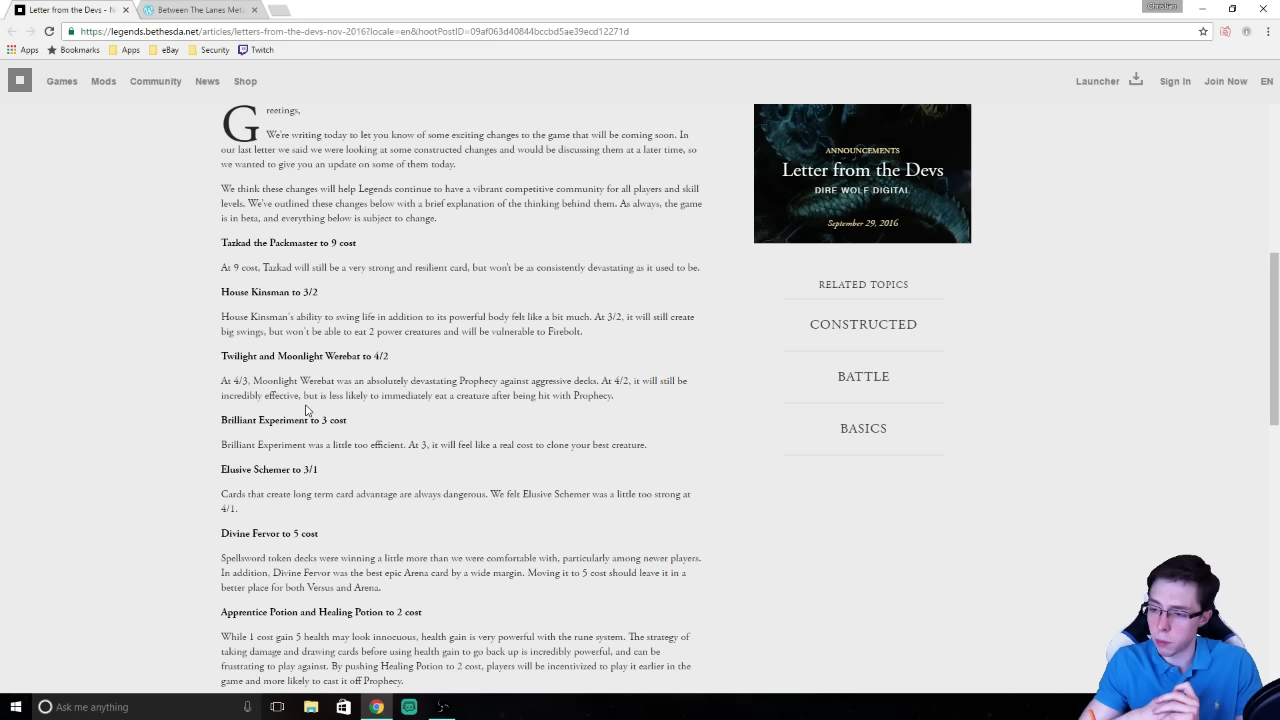 Letter from the Devs - N
Between The Lanes Meta
Christian
https://legends.bethesda.net/en/articles/letters-from-the-devs-nov-2016?locale=en&hootPostID=09af063d40844bccbd5ae39ecd12271d
Apps
Bookmarks
Apps
eBay
Security
Twitch
Games
Mods
Community
News
Shop
Launcher
Sign In
Join Now
EN
Greetings,
We're writing today to let you know of some exciting changes to the game that will be coming soon. In
our last letter we said we were looking at some constructed changes and would be discussing them at a later time, so
we wanted to give you an update on some of them today.
We think these changes will help Legends continue to have a vibrant competitive community for all players and skill
levels. We've outlined these changes below with a brief explanation of the thinking behind them. As always, the game
is in beta, and everything below is subject to change.
Tazkad the Packmaster to 9 cost
At 9 cost, Tazkad will still be a very strong and resilient card, but won't be as consistently devastating as it used to be.
House Kinsman to 3/2
House Kinsman's ability to swing life in addition to its powerful body felt like a bit much. At 3/2, it will still create
big swings, but won't be able to eat 2 power creatures and will be vulnerable to Firebolt.
Twilight and Moonlight Werebat to 4/2
At 4/3, Moonlight Werebat was an absolutely devastating Prophecy against aggressive decks. At 4/2, it will still be
incredibly effective, but is less likely to immediately eat a creature after being hit with Prophecy.
Brilliant Experiment to 3 cost
Brilliant Experiment was a little too efficient. At 3, it will feel like a real cost to clone your best creature.
Elusive Schemer to 3/1
Cards that create long term card advantage are always dangerous. We felt Elusive Schemer was a little too strong at
4/1.
Divine Fervor to 5 cost
Spellsword token decks were winning a little more than we were comfortable with, particularly among newer players.
In addition, Divine Fervor was the best epic Arena card by a wide margin. Moving it to 5 cost should leave it in a
better place for both Versus and Arena.
Apprentice Potion and Healing Potion to 2 cost
While 1 cost gain 5 health may look innocuous, health gain is very powerful with the rune system. The strategy of
taking damage and drawing cards before using health gain to go back up is incredibly powerful, and can be
frustrating to play against. By pushing Healing Potion to 2 cost, players will be incentivized to play it earlier in the
game and more likely to cast it off Prophecy.
ANNOUNCEMENTS
Letter from the Devs
DIRE WOLF DIGITAL
September 29, 2016
RELATED TOPICS
CONSTRUCTED
BATTLE
BASICS
Ask me anything